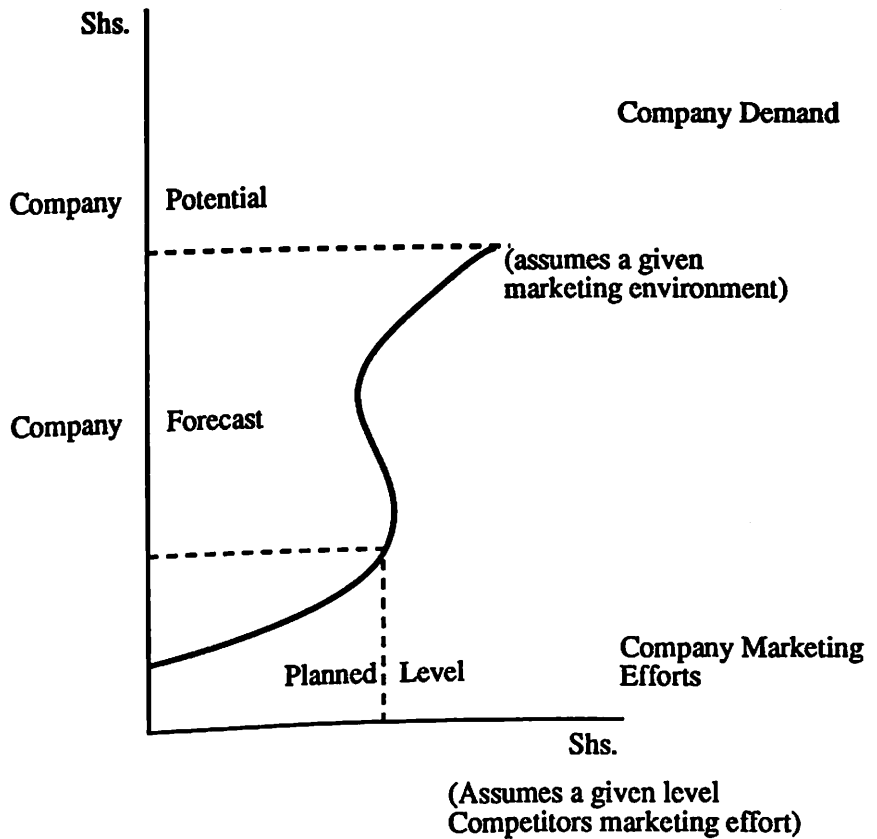 Shs.
Company Demand
Company Potential
(assumes a given
marketing environment)
Company Forecast
Planned Level
Company Marketing
Efforts
Shs.
(Assumes a given level
Competitors marketing effort)